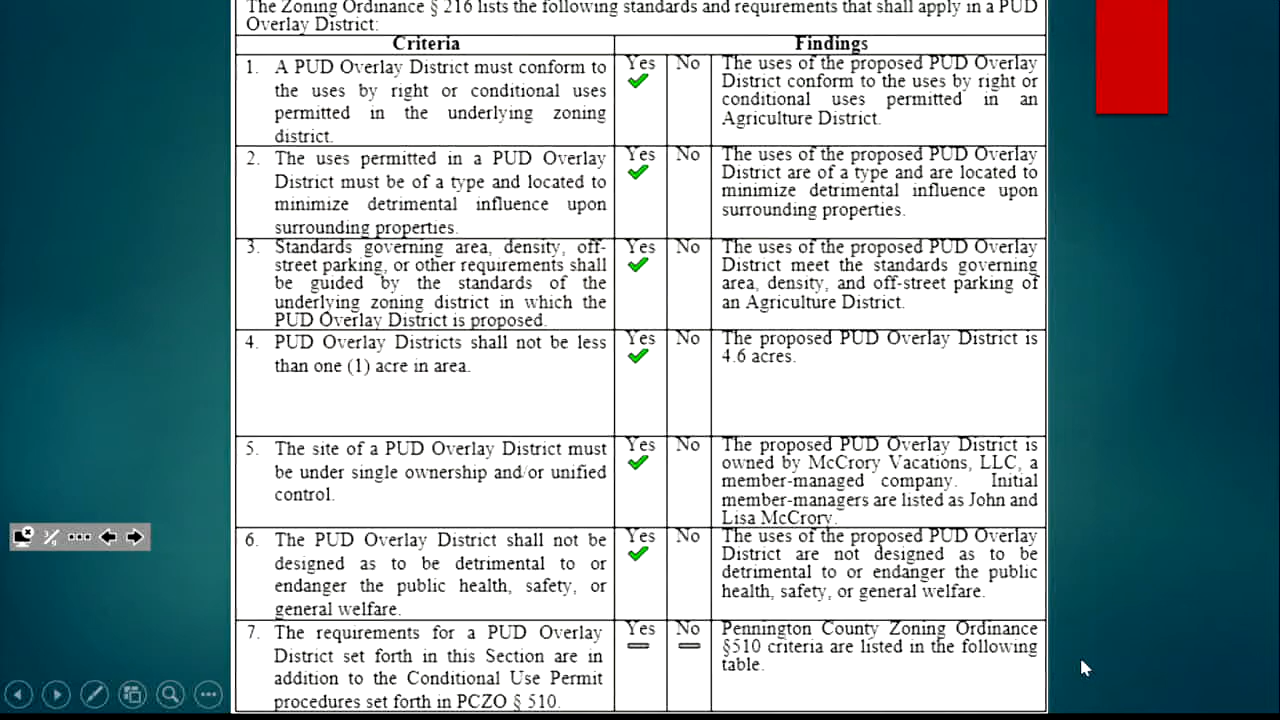 The Zoning Ordinance § 216 lists the following standards and requirements that shall apply in a PUD
Overlay District:
Criteria
Findings
1. A PUD Overlay District must conform to
the uses by right or conditional uses
permitted in the underlying zoning
district.
Yes
No
The uses of the proposed PUD Overlay
District conform to the uses by right or
conditional uses permitted in an
Agriculture District.
2. The uses permitted in a PUD Overlay
District must be of a type and located to
minimize detrimental influence upon
surrounding properties.
Yes
No
The uses of the proposed PUD Overlay
District are of a type and are located to
minimize detrimental influence upon
surrounding properties.
3. Standards governing area, density, off-
street parking, or other requirements shall
be guided by the standards of the
underlying zoning district in which the
PUD Overlay District is proposed.
Yes
No
The uses of the proposed PUD Overlay
District meet the standards governing
area, density, and off-street parking of
an Agriculture District.
4. PUD Overlay Districts shall not be less
than one (1) acre in area.
Yes
No
The proposed PUD Overlay District is
4.6 acres.
5. The site of a PUD Overlay District must
be under single ownership and/or unified
control.
Yes
No
The proposed PUD Overlay District is
owned by McCrory Vacations, LLC, a
member-managed company. Initial
member-managers are listed as John and
Lisa McCrory.
6. The PUD Overlay District shall not be
designed as to be detrimental to or
endanger the public health, safety, or
general welfare.
Yes
No
The uses of the proposed PUD Overlay
District are not designed as to be
detrimental to or endanger the public
health, safety, or general welfare.
7. The requirements for a PUD Overlay
District set forth in this Section are in
addition to the Conditional Use Permit
procedures set forth in PCZO § 510.
Yes
No
Pennington County Zoning Ordinance
§510 criteria are listed in the following
table.